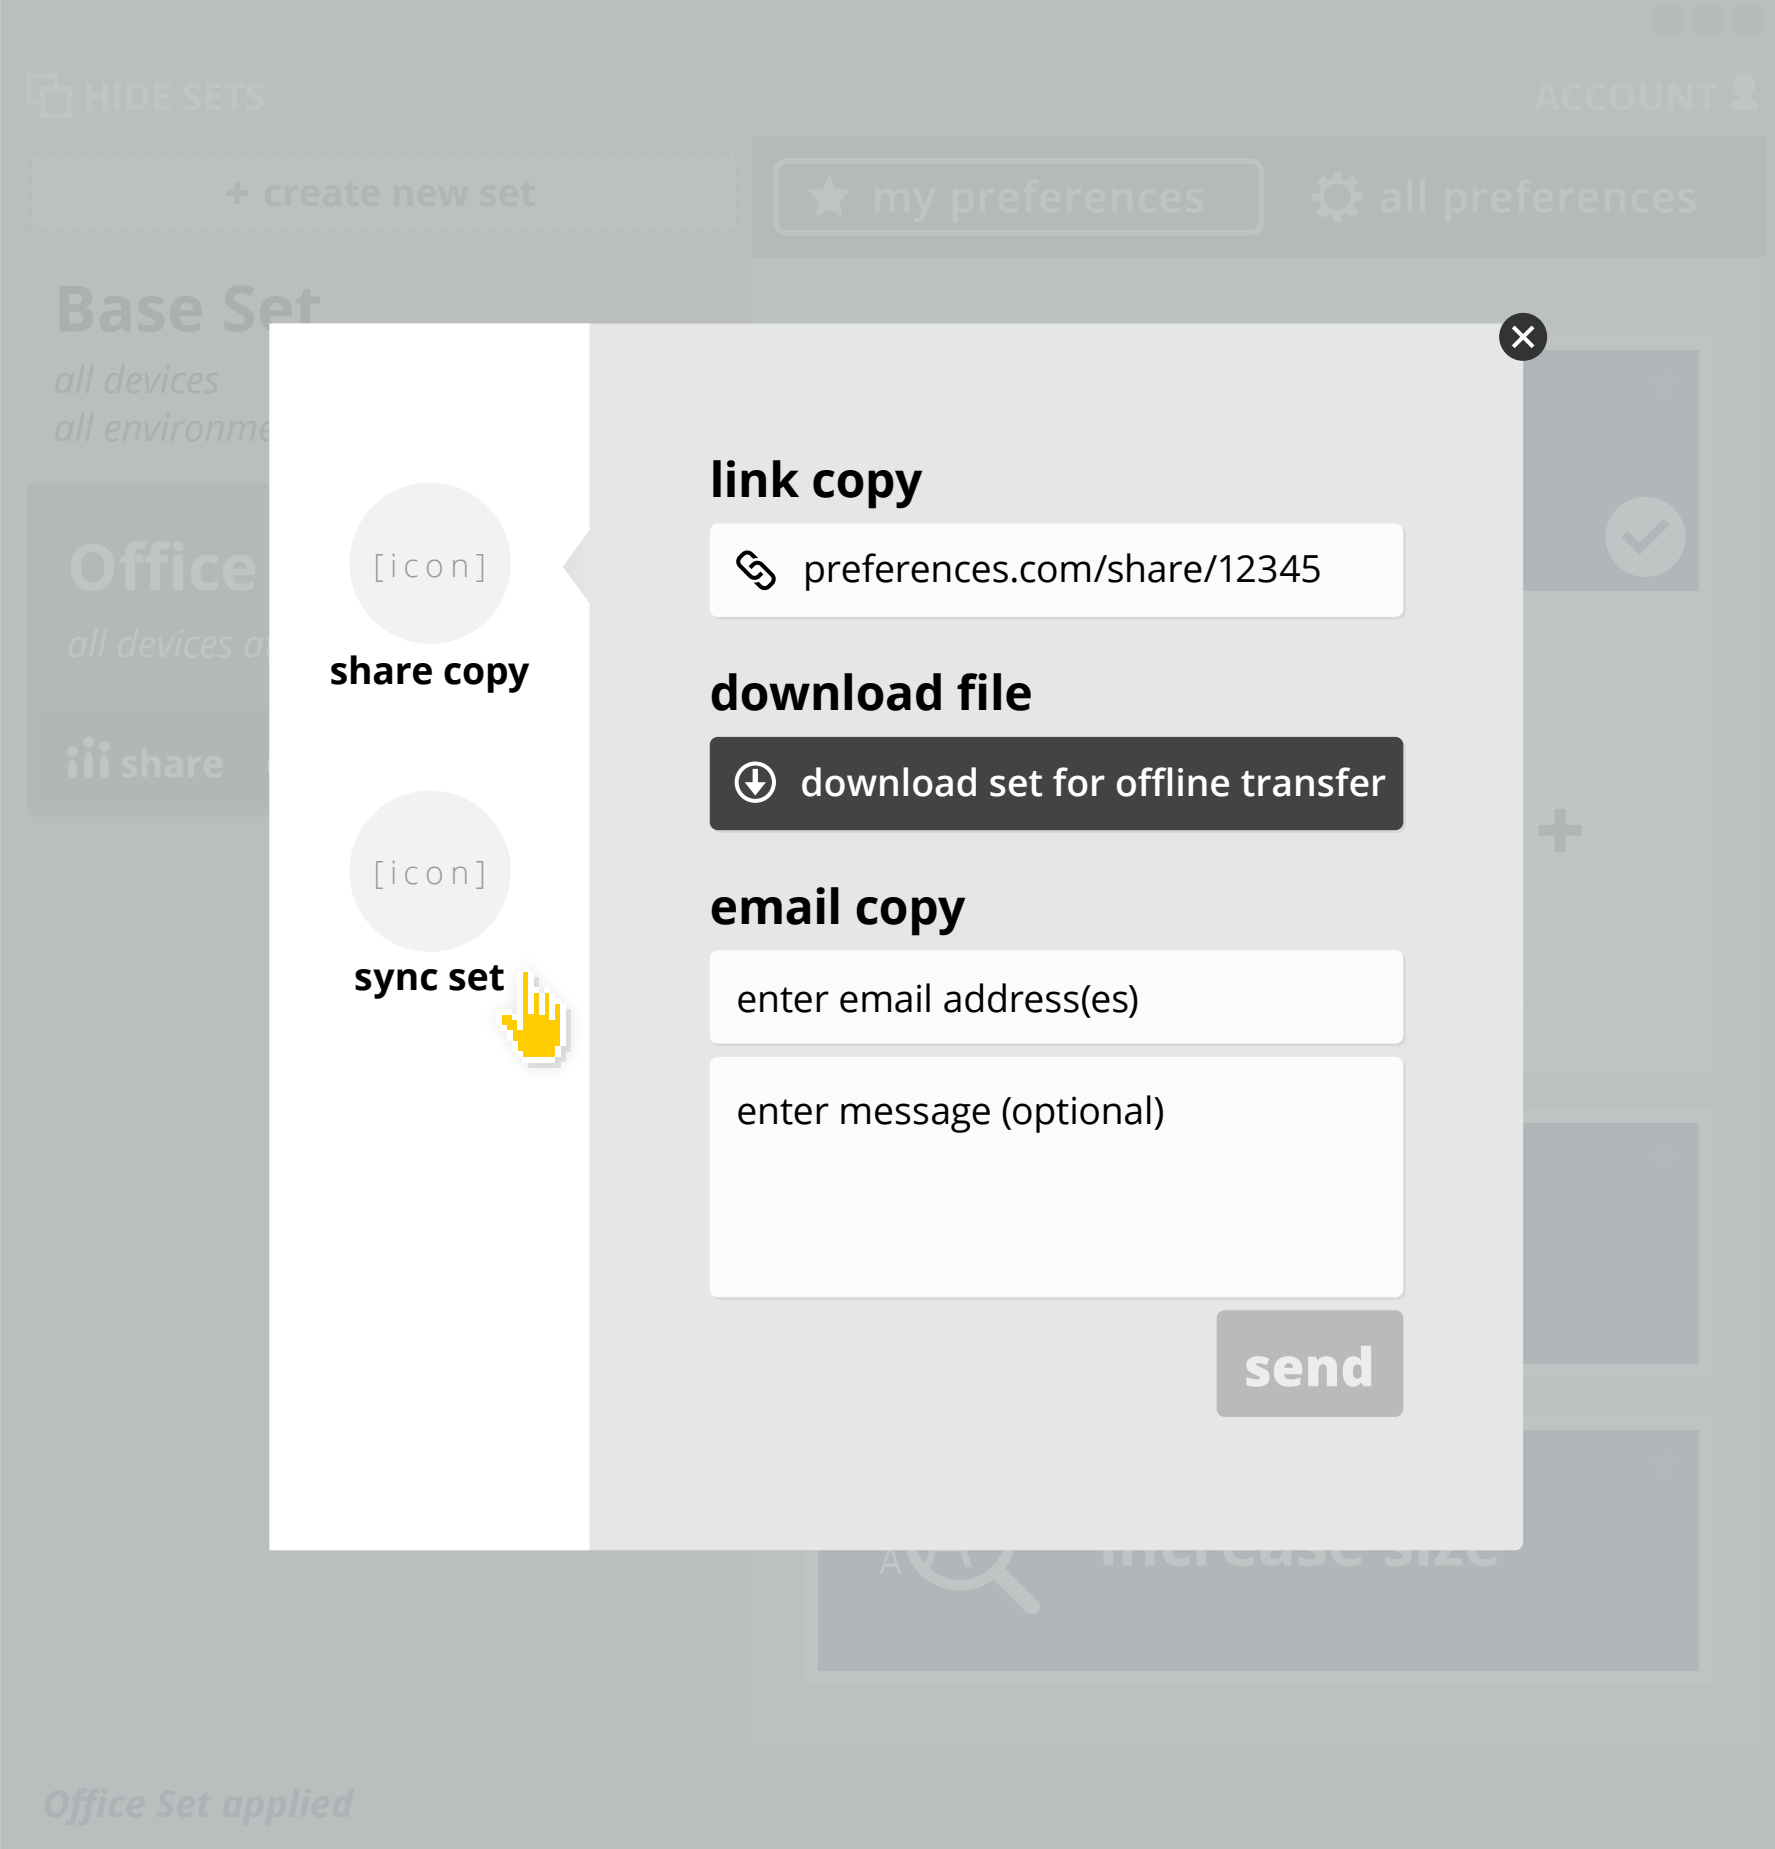 HIDE SETS
ACCOUNT
+ create new set
my preferences
all preferences
Base Set
all devices
all environme
Office
all devices a
share
[icon]
share copy
[icon]
sync set
link copy
preferences.com/share/12345
download file
download set for offline transfer
email copy
enter email address(es)
enter message (optional)
send
+
A A
increase size
Office Set applied